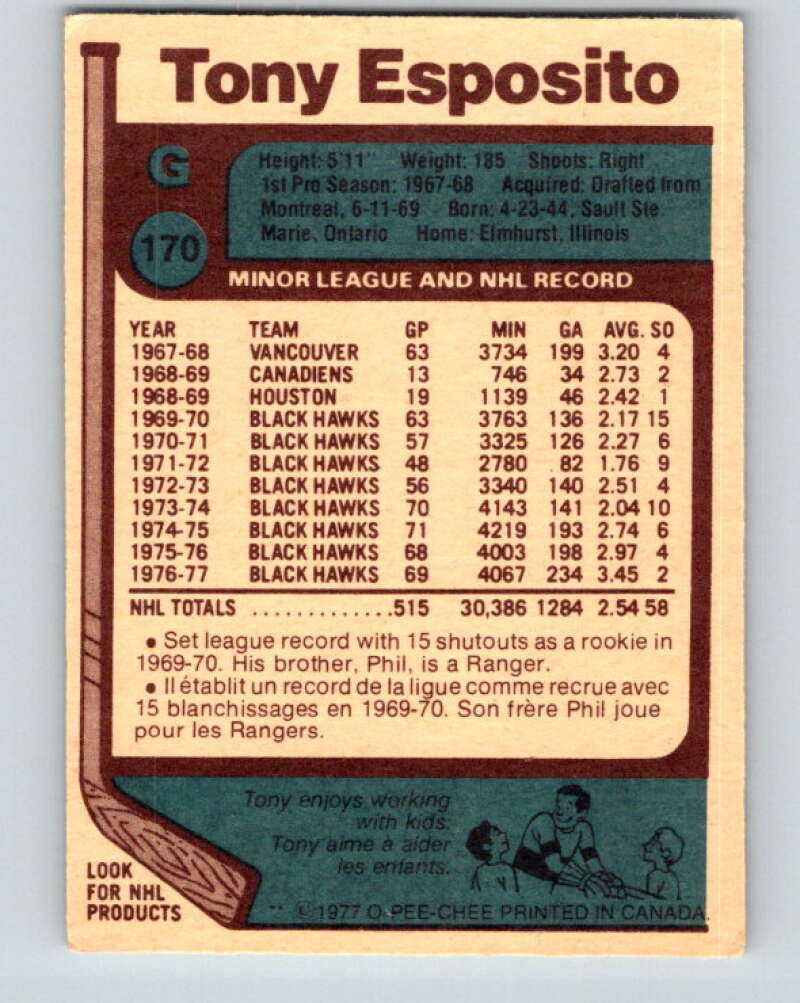 Tony Esposito
G
170
Height: 5'11" Weight: 185 Shoots: Right
1st Pro Season: 1967-68 Acquired: Drafted from
Montreal, 6-11-69 Born: 4-23-44, Sault Ste.
Marie, Ontario Home: Elmhurst, Illinois
MINOR LEAGUE AND NHL RECORD
YEAR TEAM GP MIN GA AVG. SO
1967-68 VANCOUVER 63 3734 199 3.20 4
1968-69 CANADIENS 13 746 34 2.73 2
1968-69 HOUSTON 19 1139 46 2.42 1
1969-70 BLACK HAWKS 63 3763 136 2.17 15
1970-71 BLACK HAWKS 57 3325 126 2.27 6
1971-72 BLACK HAWKS 48 2780 82 1.76 9
1972-73 BLACK HAWKS 56 3340 140 2.51 4
1973-74 BLACK HAWKS 70 4143 141 2.04 10
1974-75 BLACK HAWKS 71 4219 193 2.74 6
1975-76 BLACK HAWKS 68 4003 198 2.97 4
1976-77 BLACK HAWKS 69 4067 234 3.45 2
NHL TOTALS .............515 30,386 1284 2.54 58
• Set league record with 15 shutouts as a rookie in
1969-70. His brother, Phil, is a Ranger.
• Il établit un record de la ligue comme recrue avec
15 blanchissages en 1969-70. Son frère Phil joue
pour les Rangers.
Tony enjoys working
with kids.
Tony aime à aider
les enfants.
LOOK
FOR NHL
PRODUCTS
** ©1977 O-PEE-CHEE PRINTED IN CANADA.